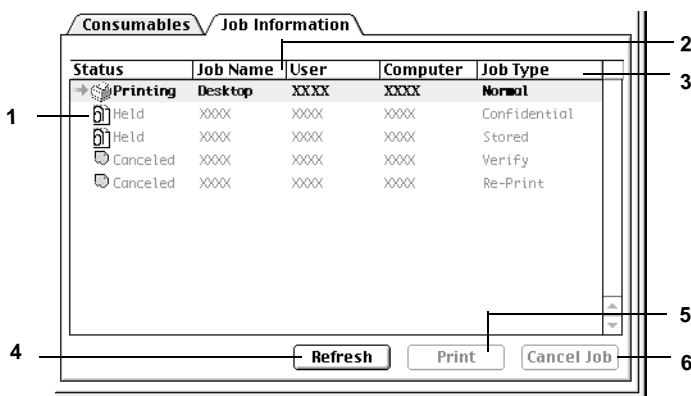 Consumables Job Information
2
Status Job Name User Computer Job Type
3
Printing Desktop XXXX XXXX Normal
1
Held XXXX XXXX XXXX Confidential
Held XXXX XXXX XXXX Stored
Canceled XXXX XXXX XXXX Verify
Canceled XXXX XXXX XXXX Re-Print
5
4
Refresh Print Cancel Job
6